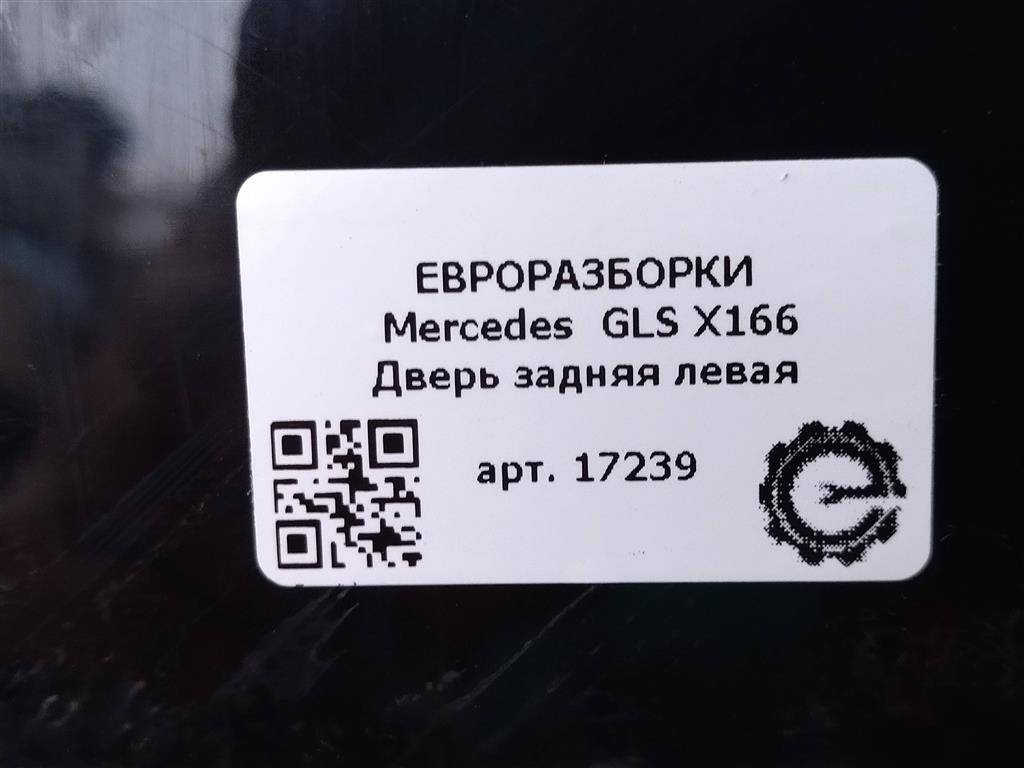 ЕВРОРАЗБОРКИ
Mercedes GLS X166
Дверь задняя левая
арт. 17239